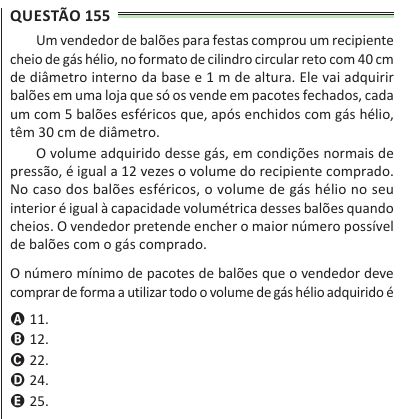 QUESTÃO 155
Um vendedor de balões para festas comprou um recipiente
cheio de gás hélio, no formato de cilindro circular reto com 40 cm
de diâmetro interno da base e 1 m de altura. Ele vai adquirir
balões em uma loja que só os vende em pacotes fechados, cada
um com 5 balões esféricos que, após enchidos com gás hélio,
têm 30 cm de diâmetro.
O volume adquirido desse gás, em condições normais de
pressão, é igual a 12 vezes o volume do recipiente comprado.
No caso dos balões esféricos, o volume de gás hélio no seu
interior é igual à capacidade volumétrica desses balões quando
cheios. O vendedor pretende encher o maior número possível
de balões com o gás comprado.
O número mínimo de pacotes de balões que o vendedor deve
comprar de forma a utilizar todo o volume de gás hélio adquirido é
A 11.
B 12.
C 22.
D 24.
E 25.